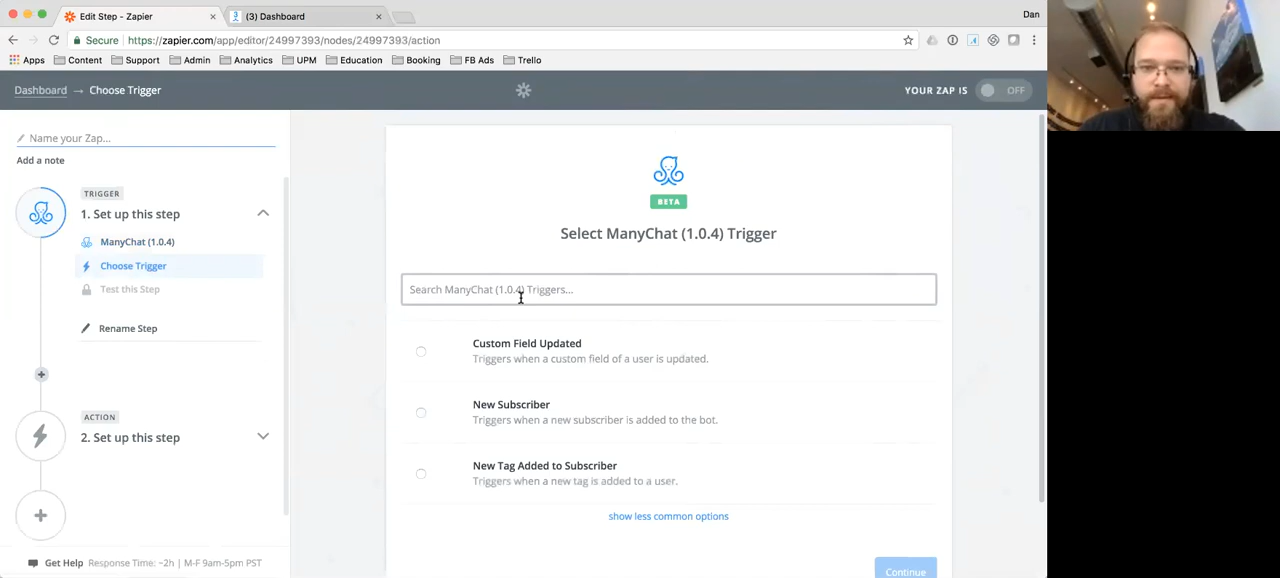 Edit Step - Zapier
(3) Dashboard
Dan
Secure https://zapier.com/app/editor/24997393/nodes/24997393/action
Apps Content Support Admin Analytics UPM Education Booking FB Ads Trello
Dashboard → Choose Trigger
YOUR ZAP IS OFF
Name your Zap...
Add a note
TRIGGER
1. Set up this step
ManyChat (1.0.4)
Choose Trigger
Test this Step
Rename Step
ACTION
2. Set up this step
Get Help Response Time: ~2h | M-F 9am-5pm PST
BETA
Select ManyChat (1.0.4) Trigger
Search ManyChat (1.0.4) Triggers...
Custom Field Updated
Triggers when a custom field of a user is updated.
New Subscriber
Triggers when a new subscriber is added to the bot.
New Tag Added to Subscriber
Triggers when a new tag is added to a user.
show less common options
Continue